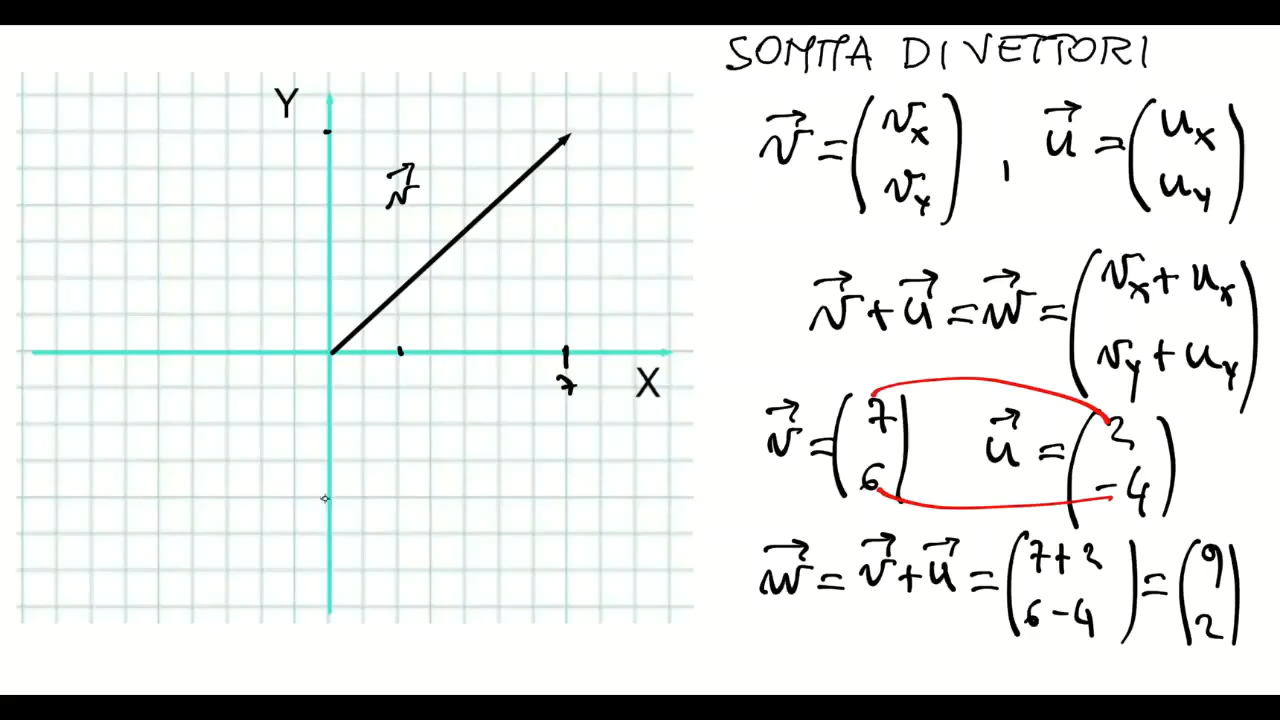 SOMMA DI VETTORI
Y
v⃗
7
X
v⃗ = (vx vy) , u⃗ = (ux uy)
v⃗ + u⃗ = w⃗ = (vx + ux vy + uy)
v⃗ = (7 6) u⃗ = (2 -4)
w⃗ = v⃗ + u⃗ = (7+2 6-4) = (9 2)